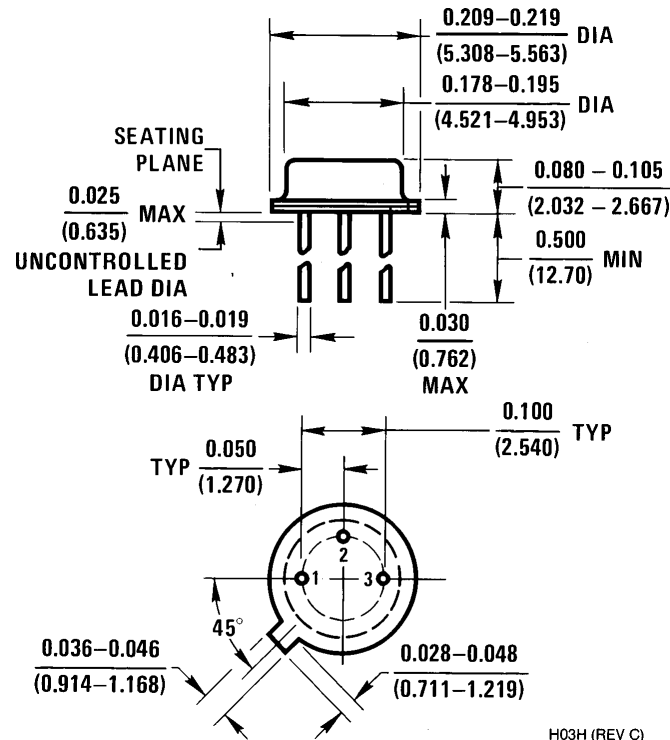 0.209–0.219
(5.308–5.563)
DIA
0.178–0.195
(4.521–4.953)
DIA
SEATING
PLANE
0.080 – 0.105
(2.032 – 2.667)
0.025
(0.635)
MAX
0.500
(12.70)
MIN
UNCONTROLLED
LEAD DIA
0.016–0.019
(0.406–0.483)
DIA TYP
0.030
(0.762)
MAX
0.100
(2.540)
TYP
TYP
0.050
(1.270)
2
1
3
45°
0.036–0.046
(0.914–1.168)
0.028–0.048
(0.711–1.219)
H03H (REV C)